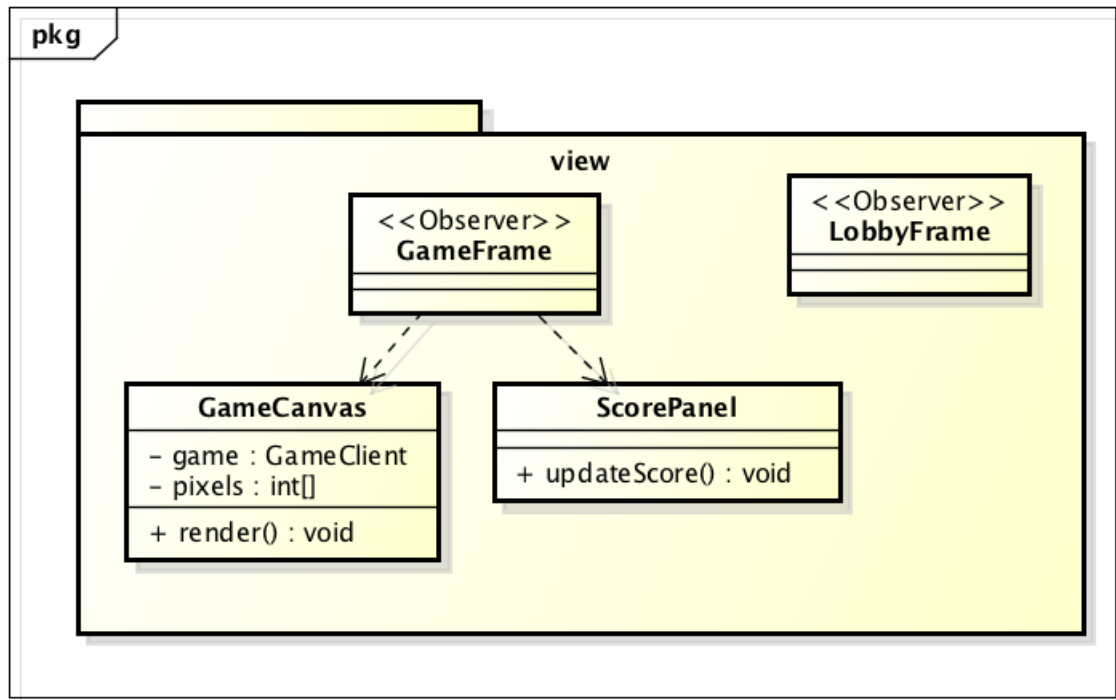 pkg
view
<<Observer>>
GameFrame
<<Observer>>
LobbyFrame
GameCanvas
- game : GameClient
- pixels : int[]
+ render() : void
ScorePanel
+ updateScore() : void